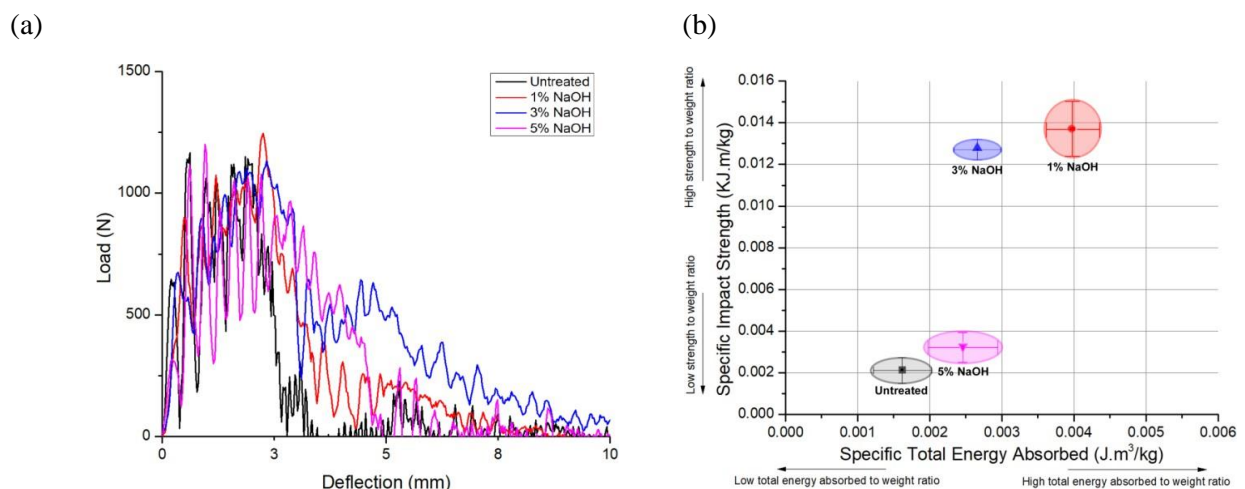 (a)
1500
1000
500
0
Load (N)
Untreated
1% NaOH
3% NaOH
5% NaOH
0
3
5
8
10
Deflection (mm)
(b)
High strength to weight ratio
Low strength to weight ratio
Specific Impact Strength (KJ.m/kg)
0.016
0.014
0.012
0.010
0.008
0.006
0.004
0.002
0.000
3% NaOH
1% NaOH
5% NaOH
Untreated
0.000
0.001
0.002
0.003
0.004
0.005
0.006
Specific Total Energy Absorbed (J.m³/kg)
Low total energy absorbed to weight ratio
High total energy absorbed to weight ratio